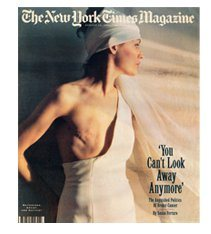 The New York Times Magazine
'You
Can't Look
Away
Anymore'
The Anguished Politics
Of Breast Cancer
By Susan Ferraro